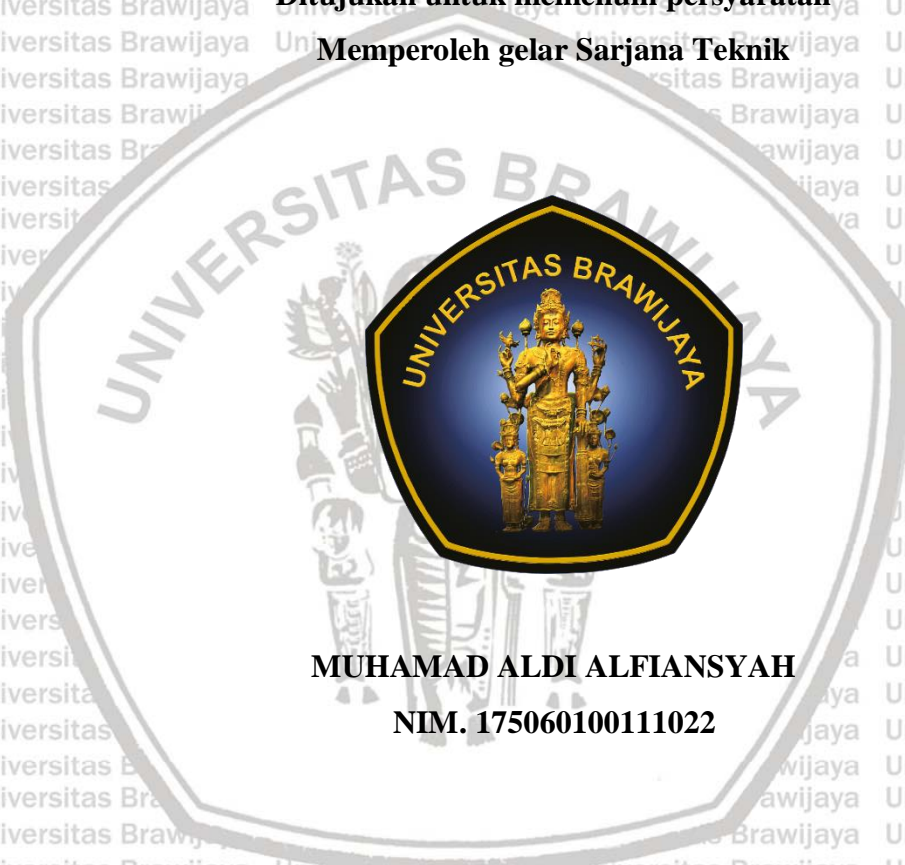 Ditujukan untuk memenuhi persyaratan
Memperoleh gelar Sarjana Teknik
UNIVERSITAS BRAWIJAYA
MUHAMAD ALDI ALFIANSYAH
NIM. 175060100111022